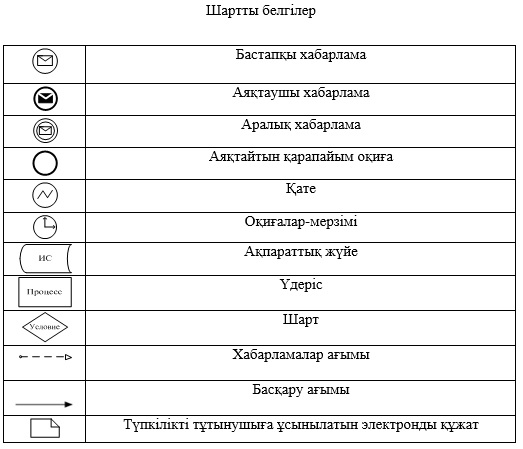 Шартты белгілер
Бастапқы хабарлама
Аяқтаушы хабарлама
Аралық хабарлама
Аяқтайтын қарапайым оқиға
Қате
Оқиғалар-мерзімі
ИС
Ақпараттық жүйе
Процесс
Үдеріс
Условие
Шарт
Хабарламалар ағымы
Басқару ағымы
Түпкілікті тұтынушыға ұсынылатын электронды құжат